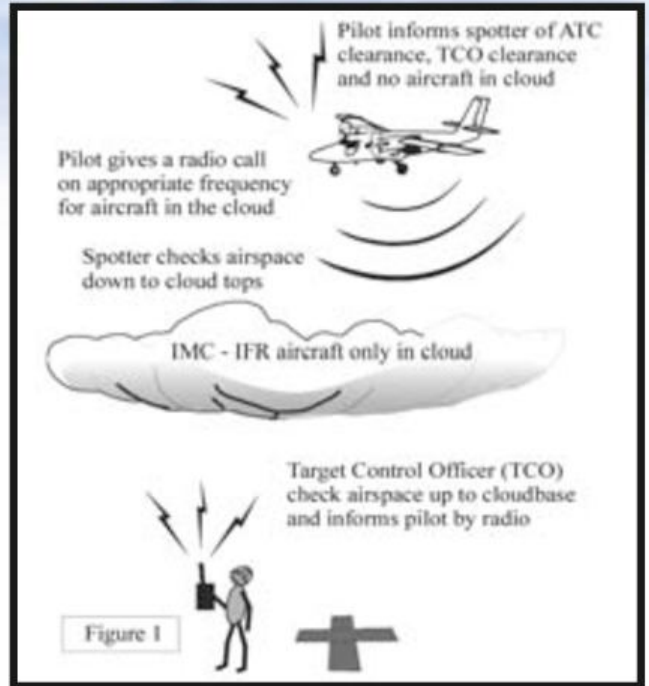 Pilot informs spotter of ATC
clearance, TCO clearance
and no aircraft in cloud
Pilot gives a radio call
on appropriate frequency
for aircraft in the cloud
Spotter checks airspace
down to cloud tops
IMC - IFR aircraft only in cloud
Target Control Officer (TCO)
check airspace up to cloudbase
and informs pilot by radio
Figure 1